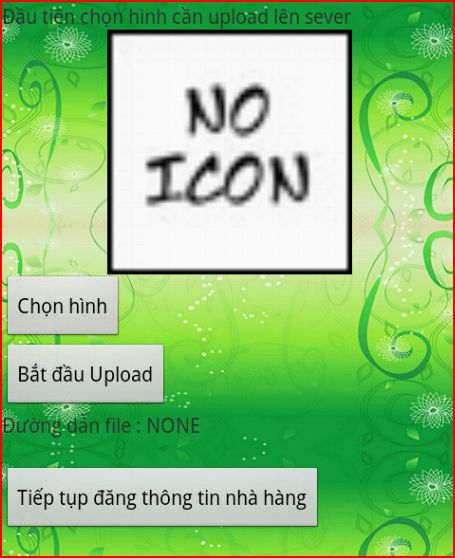 Đầu tiên chọn hình cần upload lên sever
NO
ICON
Chọn hình
Bắt đầu Upload
Đường dẫn file : NONE
Tiếp tụp đăng thông tin nhà hàng